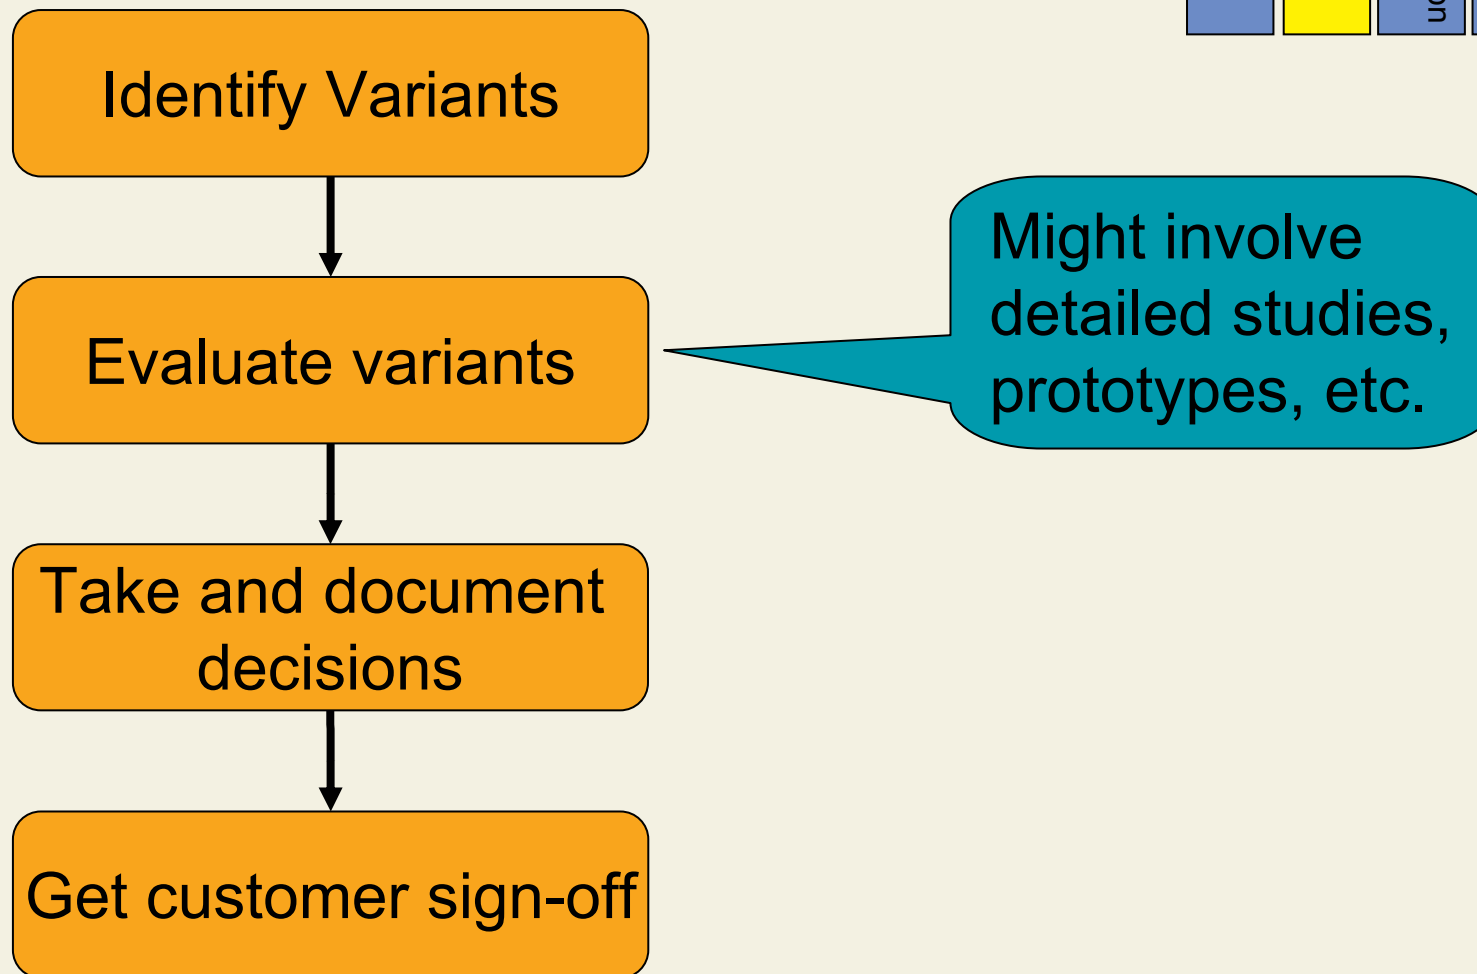 Identify Variants
Might involve
detailed studies,
prototypes, etc.
Evaluate variants
Take and document
decisions
Get customer sign-off